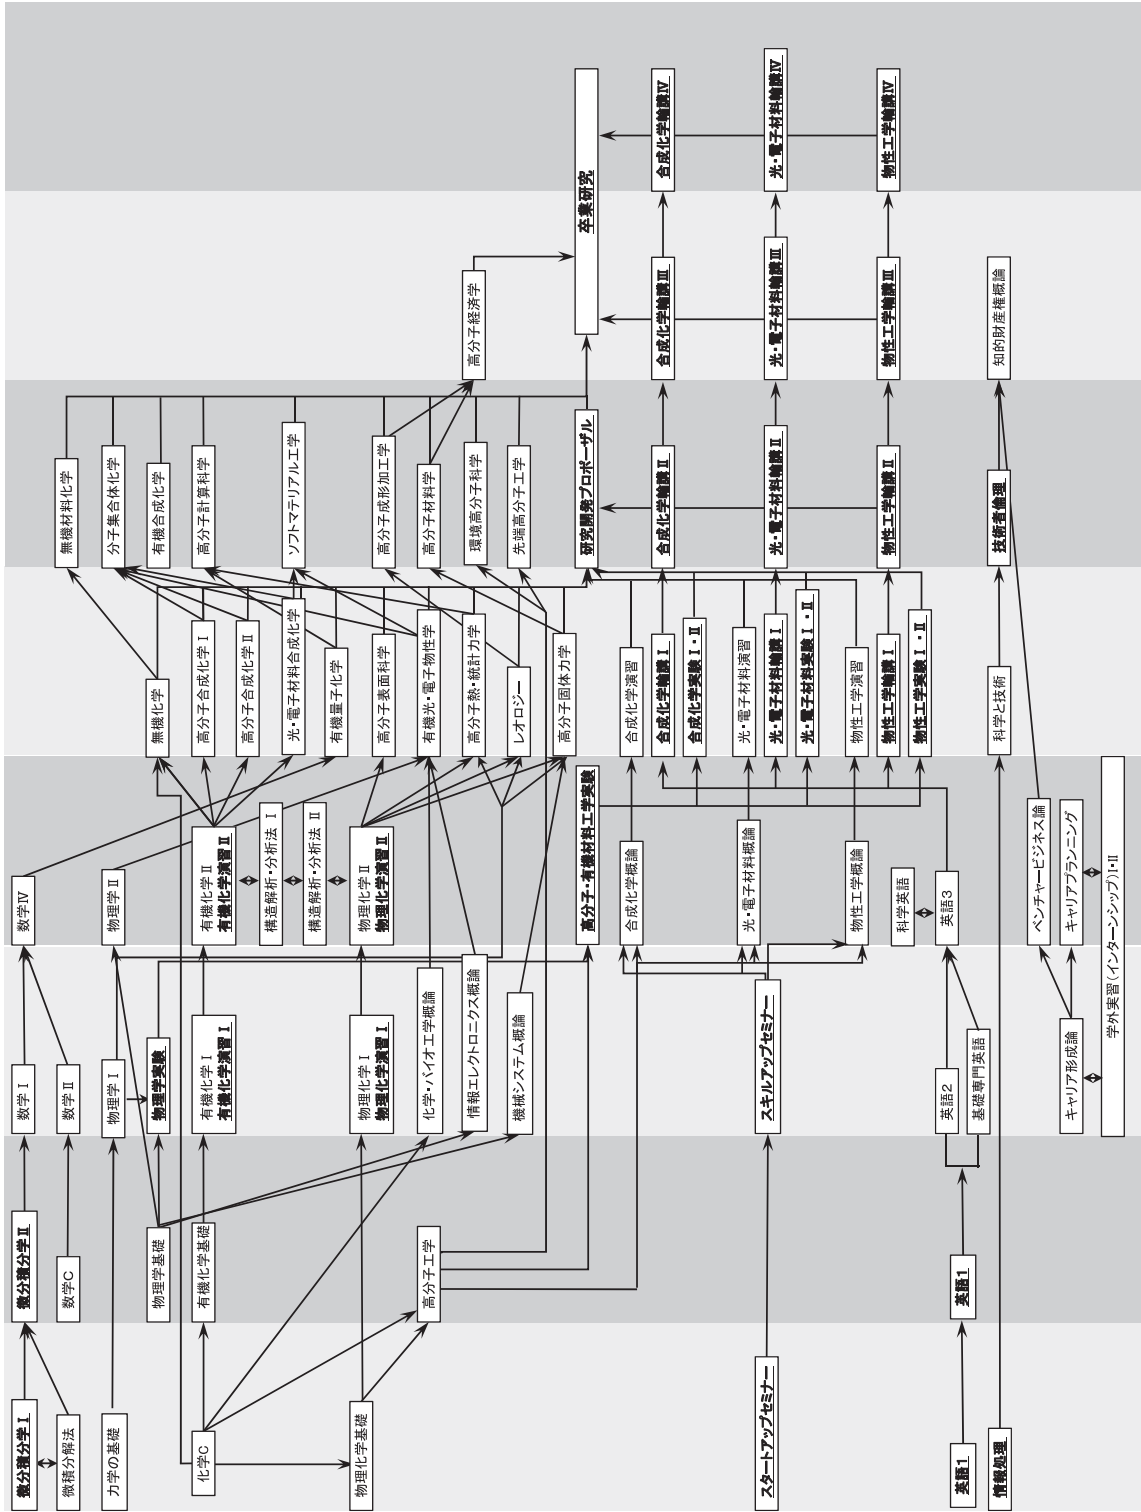 微分積分学Ⅰ
微積分解法
力学の基礎
化学C
物理化学基礎
スタートアップセミナー
英語1
情報処理
微分積分学Ⅱ
数学C
物理学基礎
有機化学基礎
高分子工学
英語1
数学Ⅰ
数学Ⅱ
物理学Ⅰ
物理学実験
有機化学Ⅰ
有機化学演習Ⅰ
物理化学Ⅰ
物理化学演習Ⅰ
化学・バイオ工学概論
情報エレクトロニクス概論
機械システム概論
スキルアップセミナー
英語2
基礎専門英語
キャリア形成論
学外実習(インターンシップ)Ⅰ・Ⅱ
数学Ⅳ
物理学Ⅱ
有機化学Ⅱ
有機化学演習Ⅱ
構造解析・分析法 Ⅰ
構造解析・分析法 Ⅱ
物理化学Ⅱ
物理化学演習Ⅱ
高分子・有機材料工学実験
合成化学概論
光・電子材料概論
物性工学概論
科学英語
英語3
ベンチャービジネス論
キャリアプランニング
無機化学
高分子合成化学Ⅰ
高分子合成化学Ⅱ
光・電子材料合成化学
有機量子化学
高分子表面科学
有機光・電子物性学
高分子熱・統計力学
レオロジー
高分子固体力学
合成化学演習
合成化学輪講Ⅰ
合成化学実験Ⅰ・Ⅱ
光・電子材料演習
光・電子材料輪講Ⅰ
光・電子材料実験Ⅰ・Ⅱ
物性工学演習
物性工学輪講Ⅰ
物性工学実験Ⅰ・Ⅱ
科学と技術
無機材料化学
分子集合体化学
有機合成化学
高分子計算科学
ソフトマテリアル工学
高分子成形加工学
高分子材料学
環境高分子科学
先端高分子工学
研究開発プロポーザル
合成化学輪講Ⅱ
光・電子材料輪講Ⅱ
物性工学輪講Ⅱ
技術者倫理
高分子経済学
卒業研究
合成化学輪講Ⅲ
光・電子材料輪講Ⅲ
物性工学輪講Ⅲ
知的財産権概論
合成化学輪講Ⅳ
光・電子材料輪講Ⅳ
物性工学輪講Ⅳ